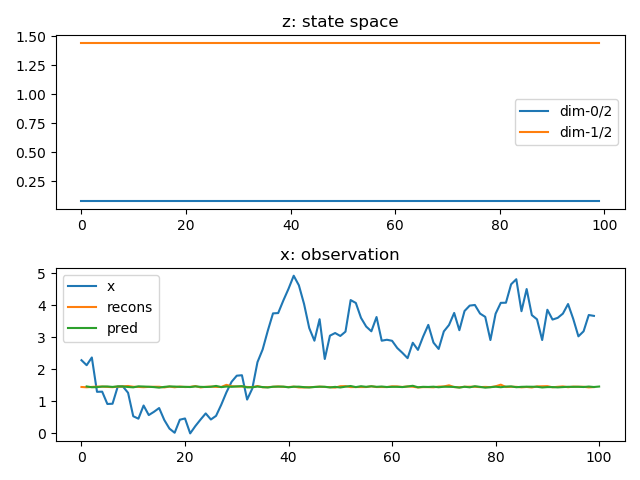 z: state space
1.50
1.25
1.00
0.75
0.50
0.25
dim-0/2
dim-1/2
0 20 40 60 80 100
x: observation
5
4
3
2
1
0
x
recons
pred
0 20 40 60 80 100